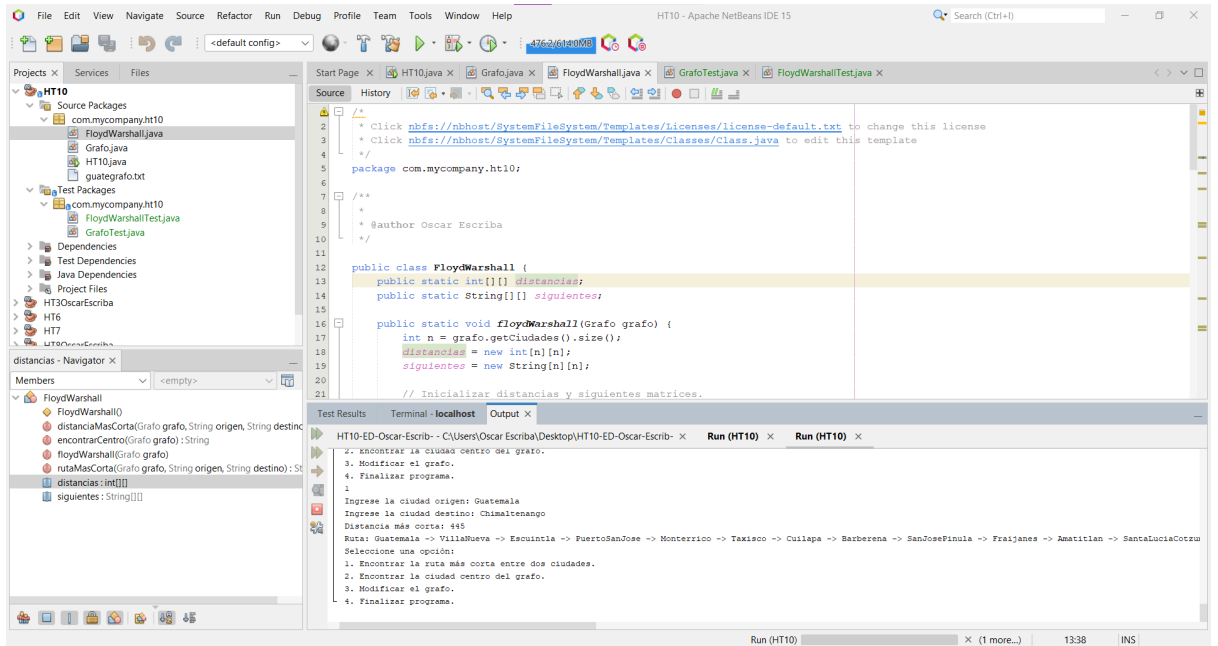 File Edit View Navigate Source Refactor Run Debug Profile Team Tools Window Help
HT10 - Apache NetBeans IDE 15
Search (Ctrl+I)
<default config>
476.2/614.0MB
Projects Services Files
HT10
Source Packages
com.mycompany.ht10
FloydWarshall.java
Grafo.java
HT10.java
guategrafo.txt
Test Packages
com.mycompany.ht10
FloydWarshallTest.java
GrafoTest.java
Dependencies
Test Dependencies
Java Dependencies
Project Files
HT3OscarEscriba
HT6
HT7
HT8OscarEscriba
distancias - Navigator
Members <empty>
FloydWarshall
FloydWarshall()
distanciaMasCorta(Grafo grafo, String origen, String destinc
encontrarCentro(Grafo grafo) : String
floydWarshall(Grafo grafo)
rutaMasCorta(Grafo grafo, String origen, String destino) : St
distancias : int[][]
siguientes : String[][]
Start Page HT10.java Grafo.java FloydWarshall.java GrafoTest.java FloydWarshallTest.java
Source History
/*
2 * Click nbfs://nbhost/SystemFileSystem/Templates/Licenses/license-default.txt to change this license
3 * Click nbfs://nbhost/SystemFileSystem/Templates/Classes/Class.java to edit this template
4 */
5 package com.mycompany.ht10;
6
7 /**
8 *
9 * @author Oscar Escriba
10 */
11
12 public class FloydWarshall {
13 public static int[][] distancias;
14 public static String[][] siguientes;
15
16 public static void floydWarshall(Grafo grafo) {
17 int n = grafo.getCiudades().size();
18 distancias = new int[n][n];
19 siguientes = new String[n][n];
20
21 // Inicializar distancias y siguientes matrices.
Test Results Terminal - localhost Output
HT10-ED-Oscar-Escrib- - C:\Users\Oscar Escriba\Desktop\HT10-ED-Oscar-Escrib- Run (HT10) Run (HT10)
2. Encontrar la ciudad centro del grafo.
3. Modificar el grafo.
4. Finalizar programa.
1
Ingrese la ciudad origen: Guatemala
Ingrese la ciudad destino: Chimaltenango
Distancia más corta: 445
Ruta: Guatemala -> VillaNueva -> Escuintla -> PuertoSanJose -> Monterrico -> Taxisco -> Cuilapa -> Barberena -> SanJosePinula -> Fraijanes -> Amatitlan -> SantaLuciaCotzu
Seleccione una opción:
1. Encontrar la ruta más corta entre dos ciudades.
2. Encontrar la ciudad centro del grafo.
3. Modificar el grafo.
4. Finalizar programa.
Run (HT10) (1 more...) 13:38 INS